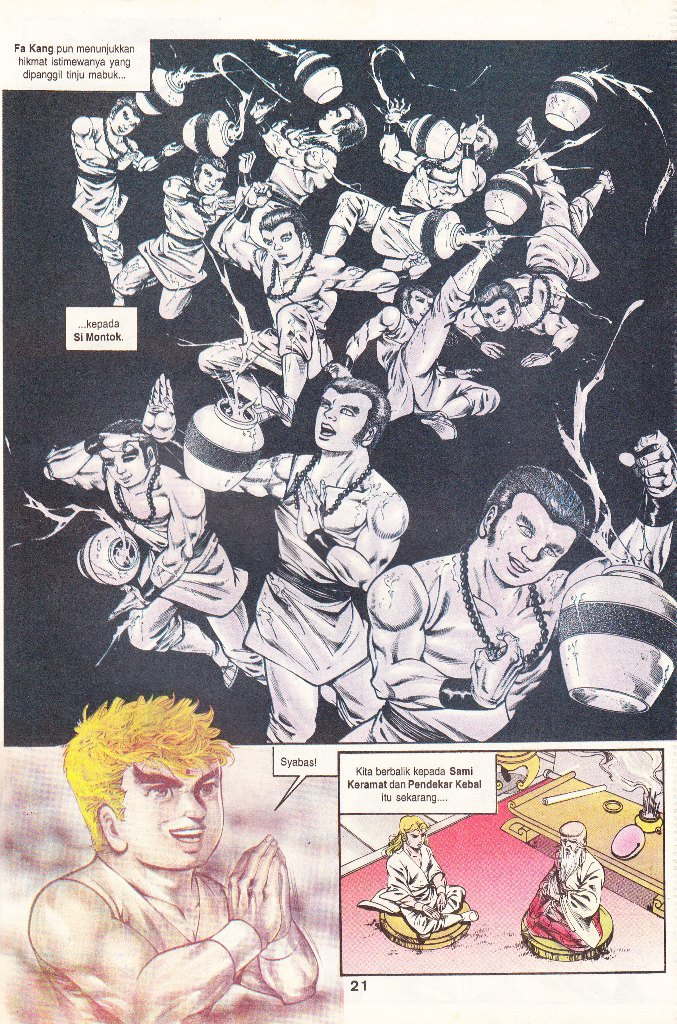 Fa Kang pun menunjukkan
hikmat istimewanya yang
dipanggil tinju mabuk...
...kepada
Si Montok.
Syabas!
Kita berbalik kepada Sami
Keramat dan Pendekar Kebal
itu sekarang....
21